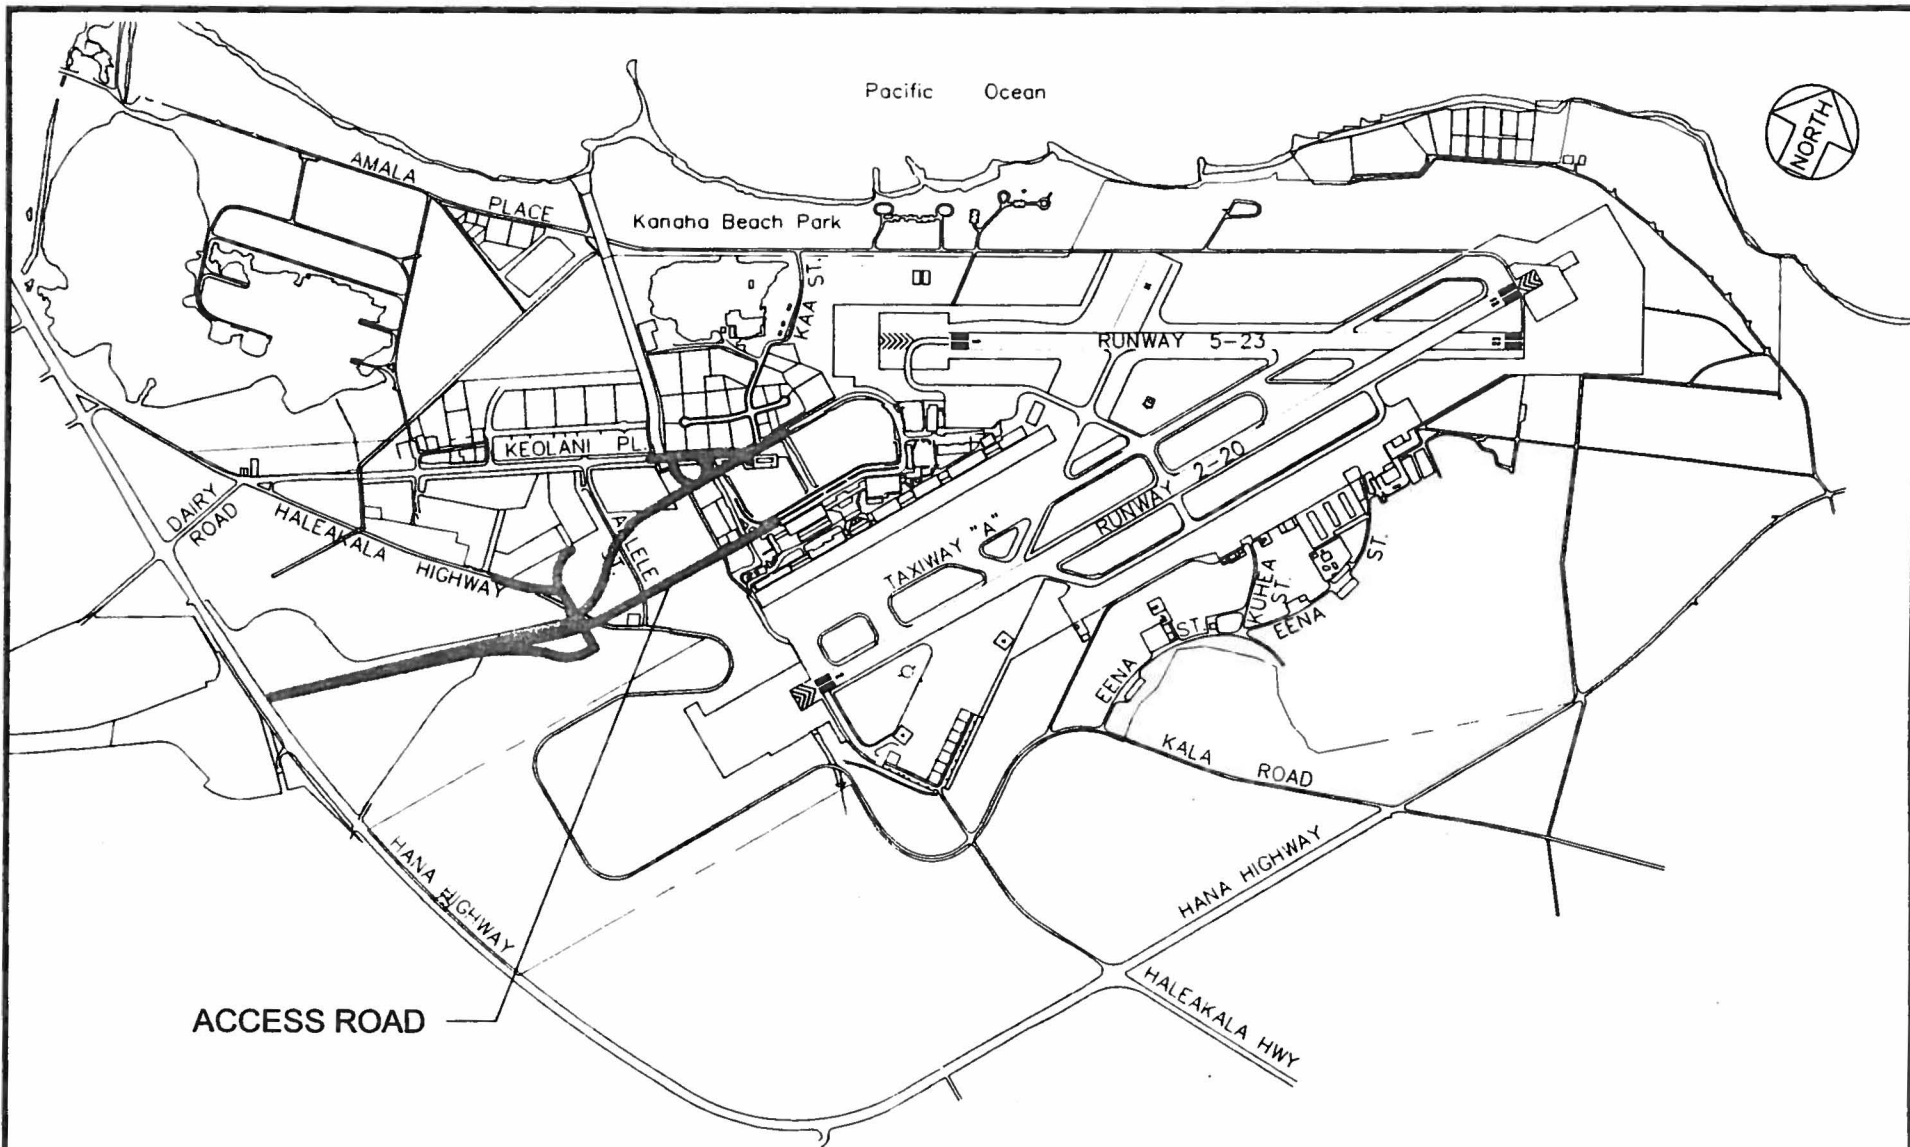 Pacific Ocean
NORTH
AMALA
PLACE
Kanaha Beach Park
KAA ST.
RUNWAY 5-23
KEOLANI PL.
RUNWAY 2-20
DAIRY
ROAD
HALEAKALA
HIGHWAY
ALELE
ST.
TAXIWAY "A"
KUHEA
ST.
ST.
EENA
ST.
EENA
KALA ROAD
HANA HIGHWAY
HANA HIGHWAY
HALEAKALA HWY
ACCESS ROAD